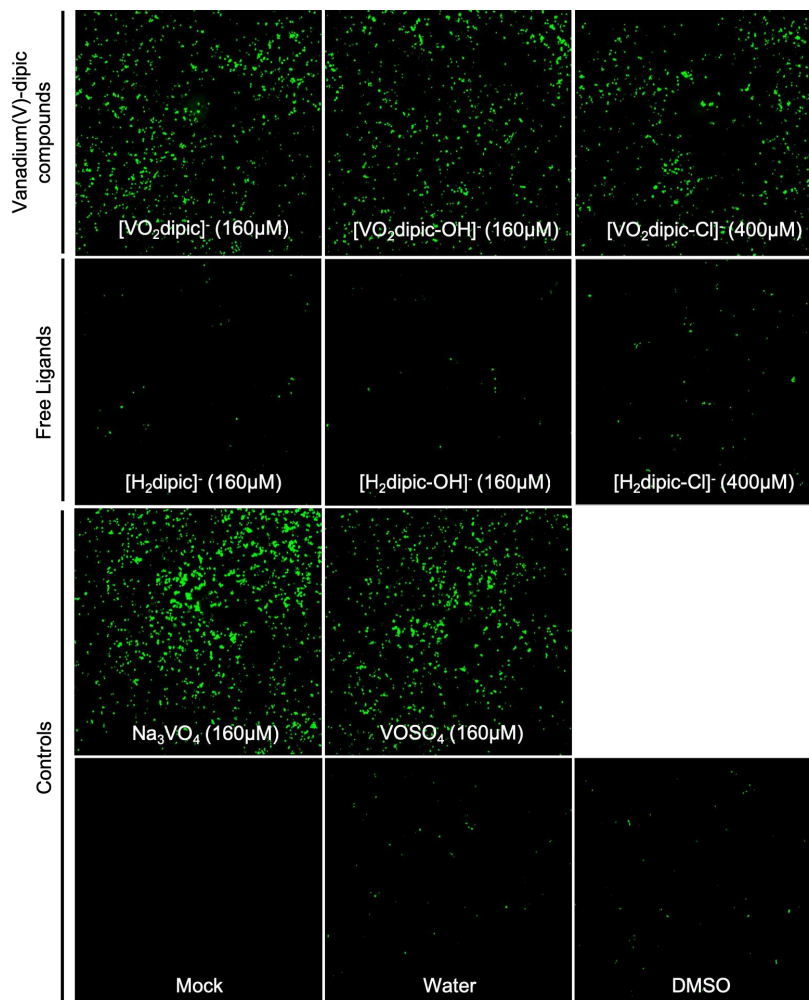 Vanadium(V)-dipic
compounds
[VO₂dipic]⁻ (160µM)
[VO₂dipic-OH]⁻ (160µM)
[VO₂dipic-Cl]⁻ (400µM)
Free Ligands
[H₂dipic]⁻ (160µM)
[H₂dipic-OH]⁻ (160µM)
[H₂dipic-Cl]⁻ (400µM)
Controls
Na₃VO₄ (160µM)
VOSO₄ (160µM)
Mock
Water
DMSO